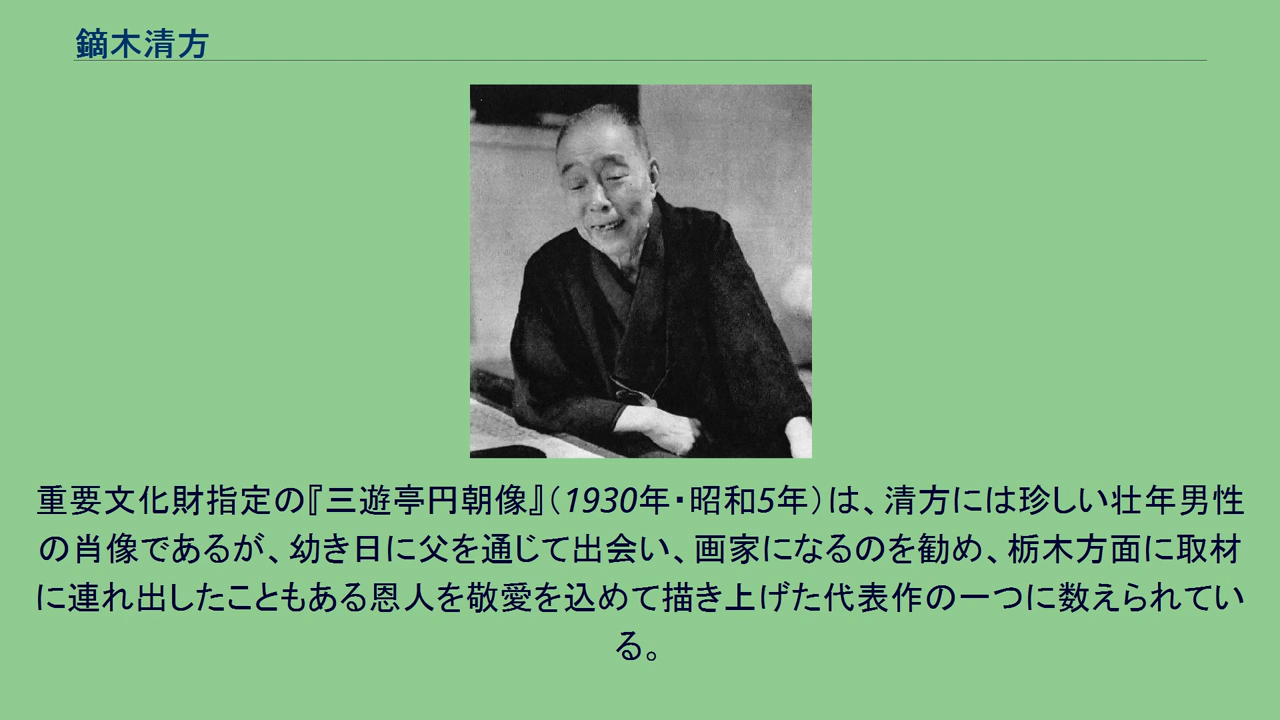 鏑木清方
重要文化財指定の『三遊亭円朝像』（1930年・昭和5年）は、清方には珍しい壮年男性
の肖像であるが、幼き日に父を通じて出会い、画家になるのを勧め、栃木方面に取材
に連れ出したこともある恩人を敬愛を込めて描き上げた代表作の一つに数えられてい
る。